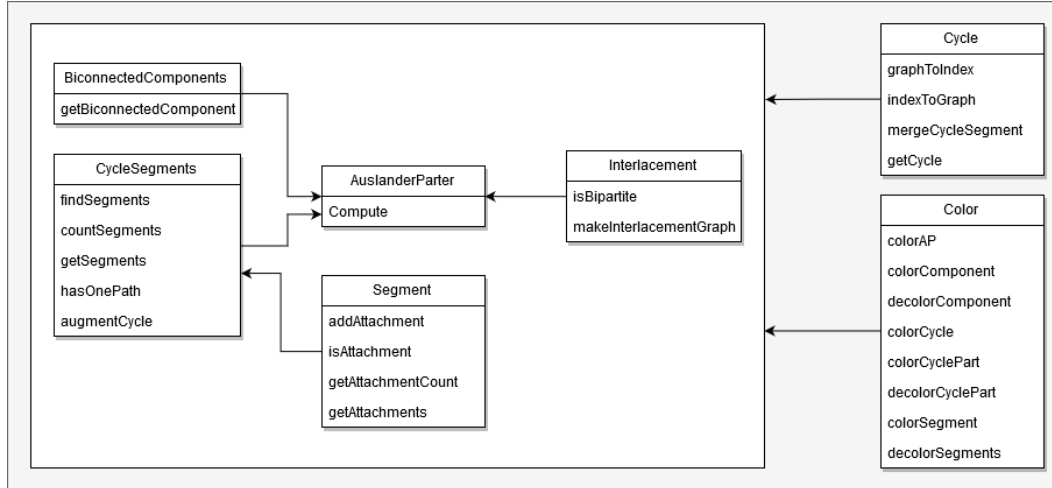 BiconnectedComponents
getBiconnectedComponent
CycleSegments
findSegments
countSegments
getSegments
hasOnePath
augmentCycle
AuslanderParter
Compute
Segment
addAttachment
isAttachment
getAttachmentCount
getAttachments
Interlacement
isBipartite
makeInterlacementGraph
Cycle
graphToIndex
indexToGraph
mergeCycleSegment
getCycle
Color
colorAP
colorComponent
decolorComponent
colorCycle
colorCyclePart
decolorCyclePart
colorSegment
decolorSegments